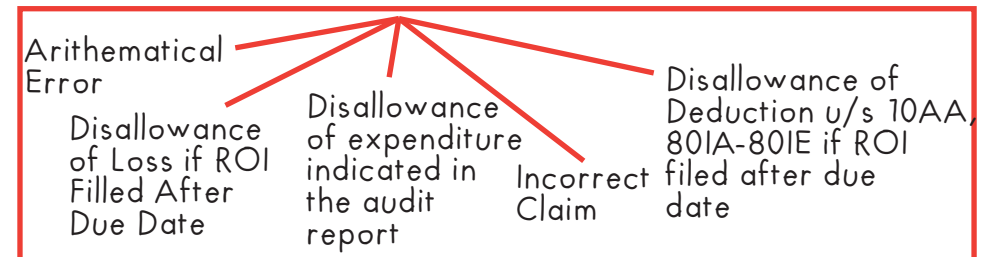 Arithematical
Error
Disallowance
of Loss if ROI
Filled After
Due Date
Disallowance
of expenditure
indicated in
the audit
report
Incorrect
Claim
Disallowance of
Deduction u/s 10AA,
80IA-80IE if ROI
filed after due
date